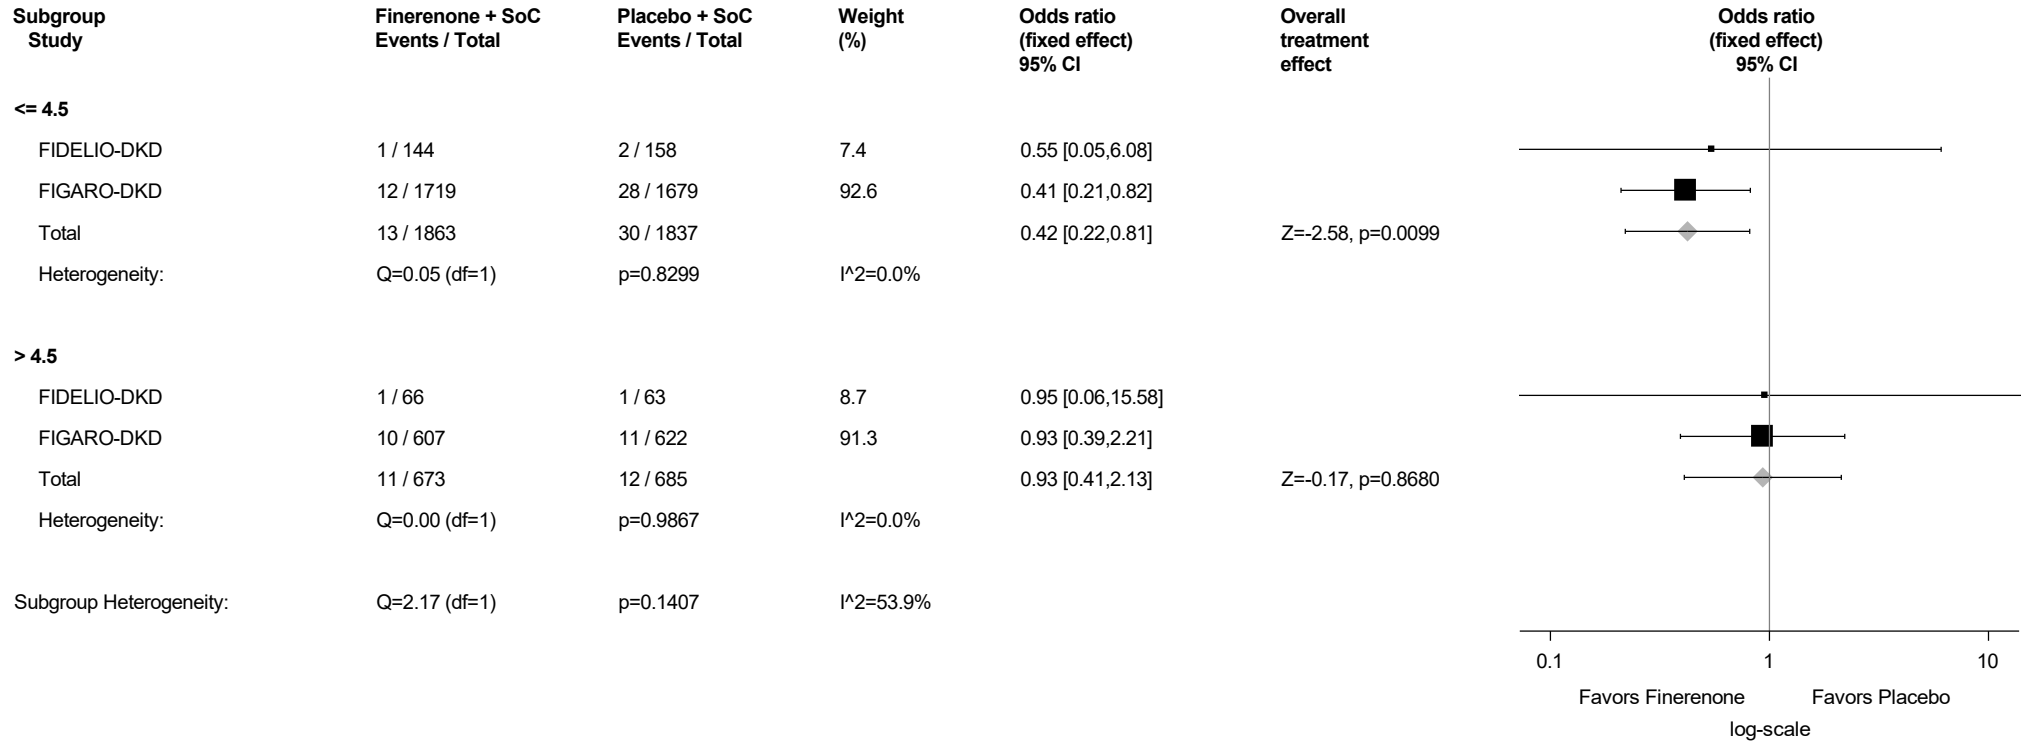 Subgroup Finerenone + SoC Placebo + SoC Weight Odds ratio Overall Odds ratio
Study Events / Total Events / Total (%) (fixed effect) treatment (fixed effect)
95% CI effect 95% CI
<= 4.5
FIDELIO-DKD 1 / 144 2 / 158 7.4 0.55 [0.05,6.08]
FIGARO-DKD 12 / 1719 28 / 1679 92.6 0.41 [0.21,0.82]
Total 13 / 1863 30 / 1837 0.42 [0.22,0.81] Z=-2.58, p=0.0099
Heterogeneity: Q=0.05 (df=1) p=0.8299 I^2=0.0%
> 4.5
FIDELIO-DKD 1 / 66 1 / 63 8.7 0.95 [0.06,15.58]
FIGARO-DKD 10 / 607 11 / 622 91.3 0.93 [0.39,2.21]
Total 11 / 673 12 / 685 0.93 [0.41,2.13] Z=-0.17, p=0.8680
Heterogeneity: Q=0.00 (df=1) p=0.9867 I^2=0.0%
Subgroup Heterogeneity: Q=2.17 (df=1) p=0.1407 I^2=53.9%
0.1 1 10
Favors Finerenone Favors Placebo
log-scale